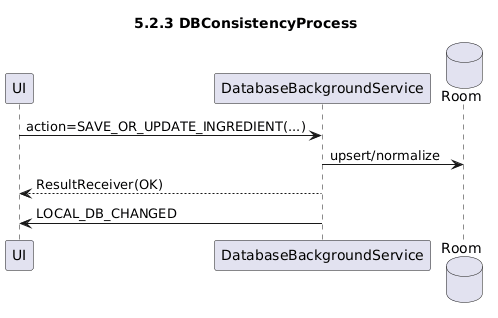 5.2.3 DBConsistencyProcess
UI
DatabaseBackgroundService
Room
action=SAVE_OR_UPDATE_INGREDIENT(...)
upsert/normalize
ResultReceiver(OK)
LOCAL_DB_CHANGED
UI
DatabaseBackgroundService
Room